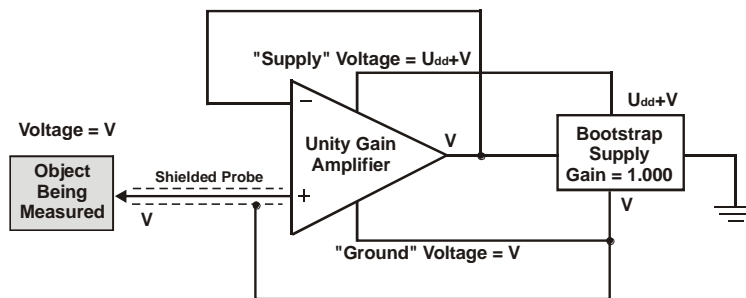 "Supply" Voltage = Udd+V
Udd+V
Voltage = V
−
Unity Gain
Amplifier
V
Bootstrap
Supply
Gain = 1.000
Object
Being
Measured
Shielded Probe
+
V
V
"Ground" Voltage = V